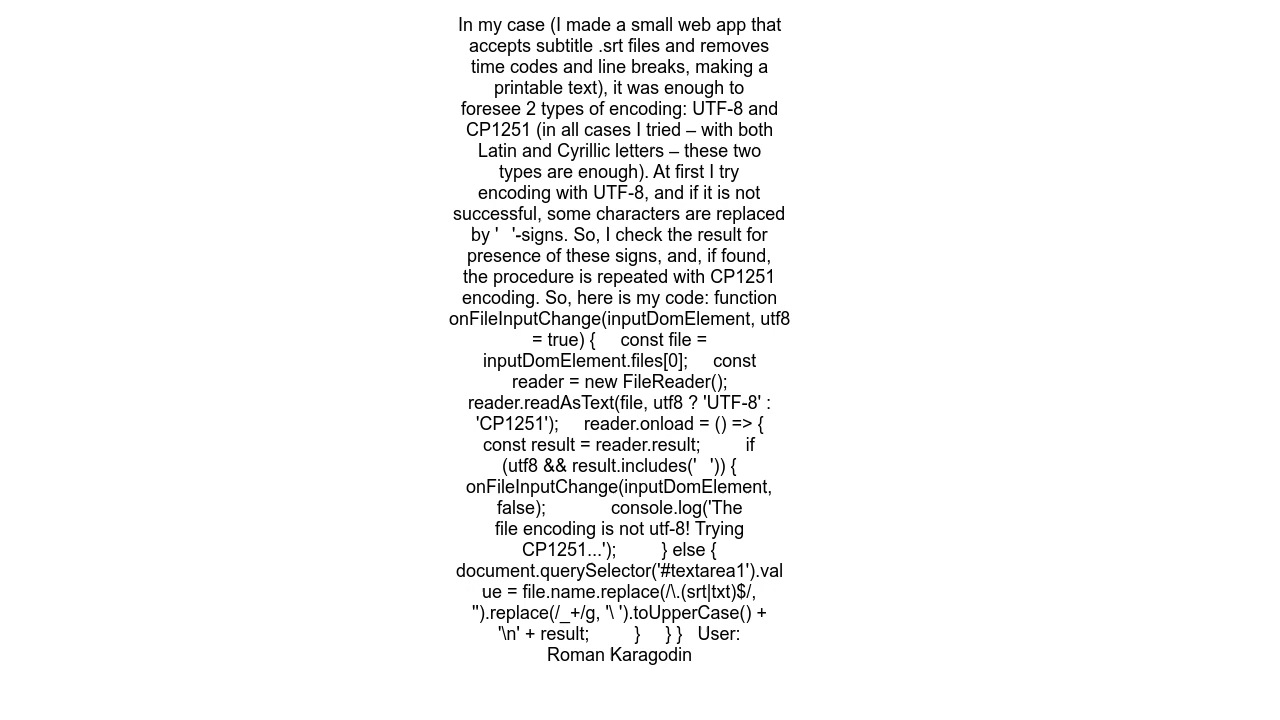 In my case (I made a small web app that
accepts subtitle .srt files and removes
time codes and line breaks, making a
printable text), it was enough to
foresee 2 types of encoding: UTF-8 and
CP1251 (in all cases I tried – with both
Latin and Cyrillic letters – these two
types are enough). At first I try
encoding with UTF-8, and if it is not
successful, some characters are replaced
by '   '-signs. So, I check the result for
presence of these signs, and, if found,
the procedure is repeated with CP1251
encoding. So, here is my code: function
onFileInputChange(inputDomElement, utf8
= true) {     const file =
inputDomElement.files[0];     const
reader = new FileReader();
reader.readAsText(file, utf8 ? 'UTF-8' :
'CP1251');     reader.onload = () => {
const result = reader.result;         if
(utf8 && result.includes('   ')) {
onFileInputChange(inputDomElement,
false);             console.log('The
file encoding is not utf-8! Trying
CP1251...');         } else {
document.querySelector('#textarea1').val
ue = file.name.replace(/\.(srt|txt)$/,
'').replace(/_+/g, '\ ').toUpperCase() +
'\n' + result;         }     } }   User:
Roman Karagodin